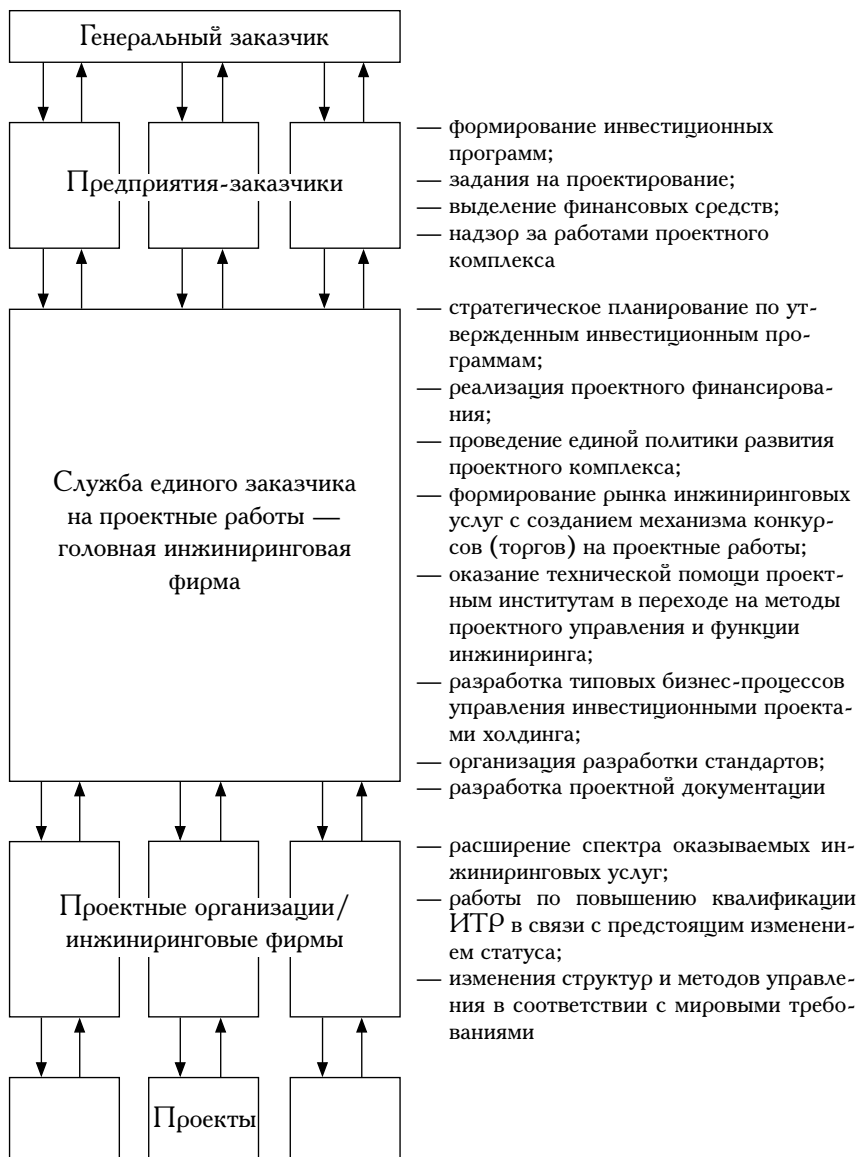 Генеральный заказчик
Предприятия-заказчики
— формирование инвестиционных
программ;
— задания на проектирование;
— выделение финансовых средств;
— надзор за работами проектного
комплекса
Служба единого заказчика
на проектные работы —
головная инжиниринговая
фирма
— стратегическое планирование по ут-
вержденным инвестиционным про-
граммам;
— реализация проектного финансирова-
ния;
— проведение единой политики развития
проектного комплекса;
— формирование рынка инжиниринговых
услуг с созданием механизма конкур-
сов (торгов) на проектные работы;
— оказание технической помощи проект-
ным институтам в переходе на методы
проектного управления и функции
инжиниринга;
— разработка типовых бизнес-процессов
управления инвестиционными проекта-
ми холдинга;
— организация разработки стандартов;
— разработка проектной документации
Проектные организации/
инжиниринговые фирмы
— расширение спектра оказываемых ин-
жиниринговых услуг;
— работы по повышению квалификации
ИТР в связи с предстоящим изменени-
ем статуса;
— изменения структур и методов управле-
ния в соответствии с мировыми требо-
ваниями
Проекты